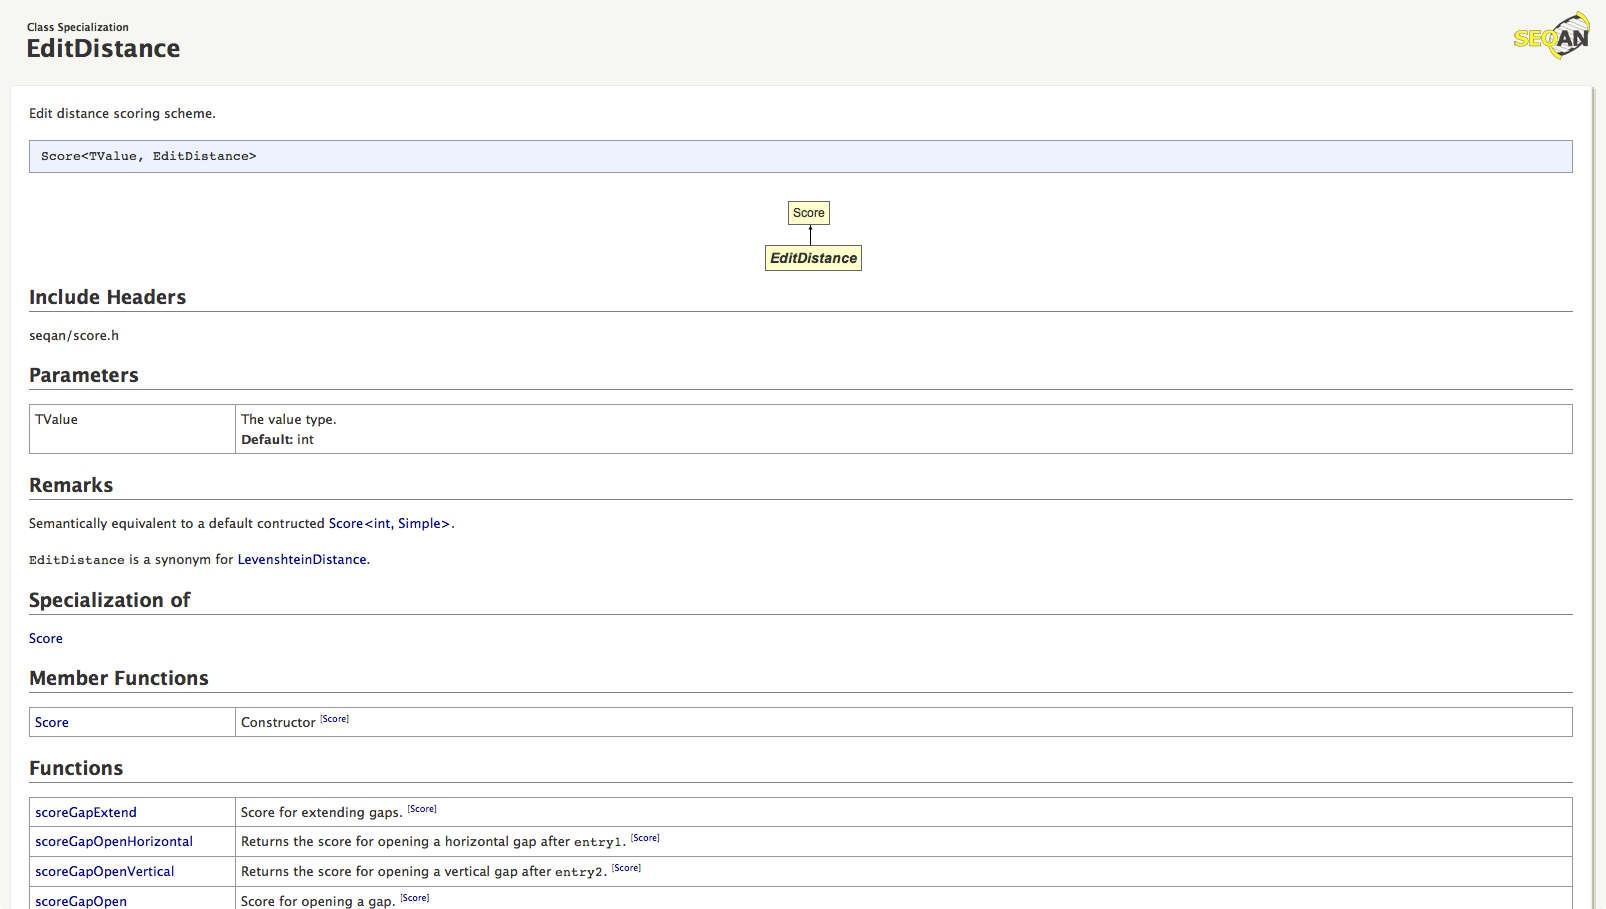 Class Specialization
EditDistance
SEQAN
Edit distance scoring scheme.
Score<TValue, EditDistance>
Score
EditDistance
Include Headers
seqan/score.h
Parameters
TValue The value type.
Default: int
Remarks
Semantically equivalent to a default contructed Score<int, Simple>.
EditDistance is a synonym for LevenshteinDistance.
Specialization of
Score
Member Functions
Score Constructor [Score]
Functions
scoreGapExtend Score for extending gaps. [Score]
scoreGapOpenHorizontal Returns the score for opening a horizontal gap after entry1. [Score]
scoreGapOpenVertical Returns the score for opening a vertical gap after entry2. [Score]
scoreGapOpen Score for opening a gap. [Score]